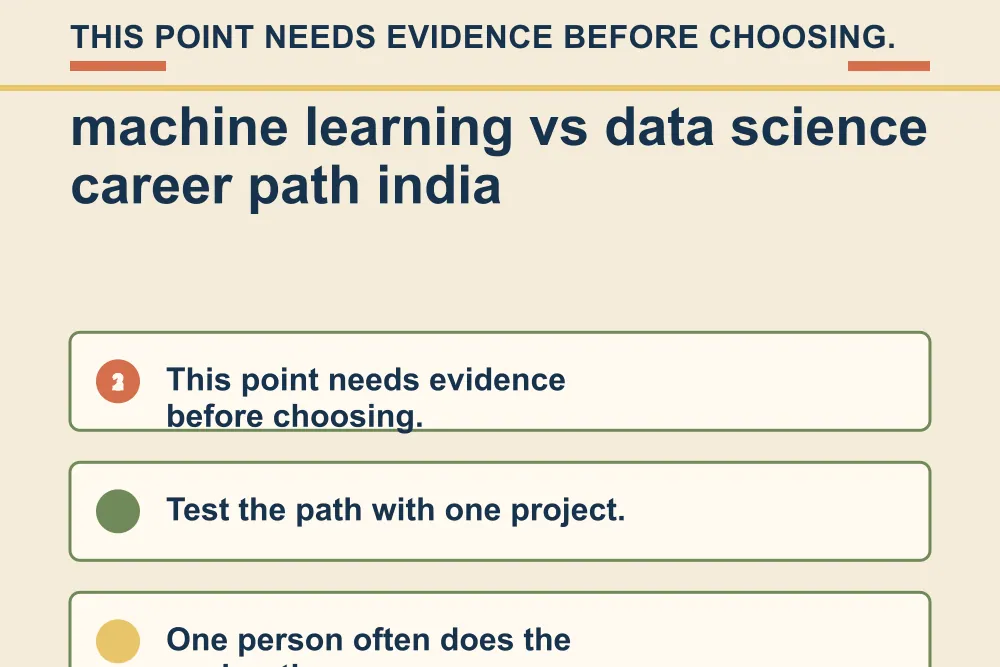 THIS POINT NEEDS EVIDENCE BEFORE CHOOSING.
machine learning vs data science
career path india
This point needs evidence
before choosing.
Test the path with one project.
One person often does the